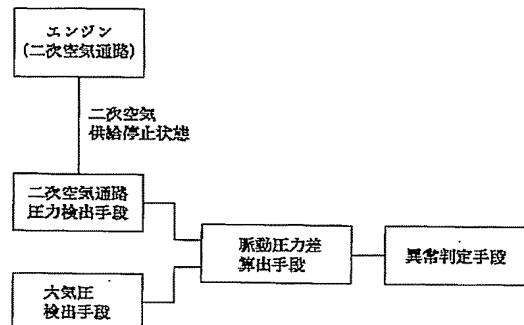 エンジン
(二次空気通路)
二次空気
供給停止状態
二次空気通路
圧力検出手段
脈動圧力差
算出手段
異常判定手段
大気圧
検出手段